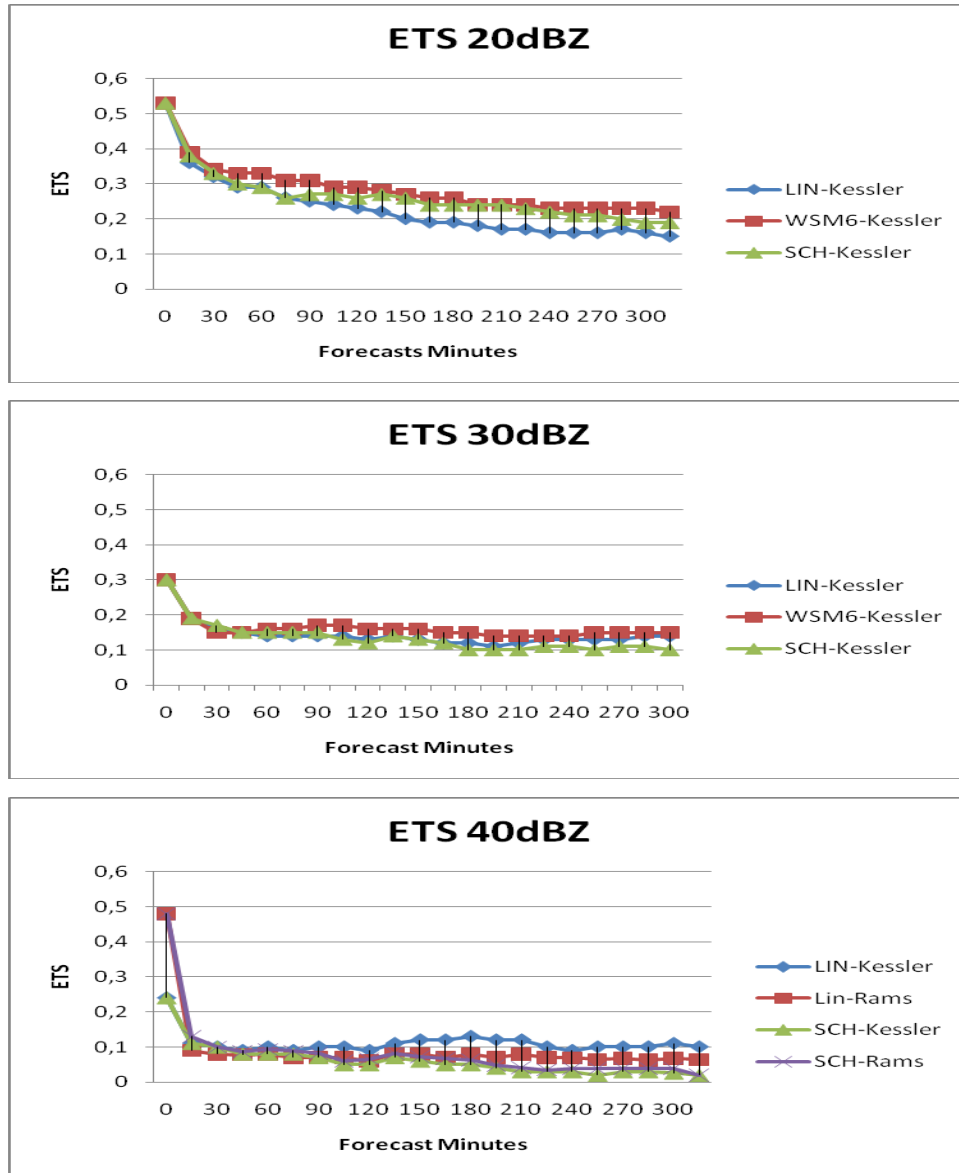 ETS 20dBZ
0,6
0,5
0,4
0,3
0,2
0,1
0
ETS
0 30 60 90 120 150 180 210 240 270 300
Forecasts Minutes
LIN-Kessler
WSM6-Kessler
SCH-Kessler
ETS 30dBZ
0,6
0,5
0,4
0,3
0,2
0,1
0
ETS
0 30 60 90 120 150 180 210 240 270 300
Forecast Minutes
LIN-Kessler
WSM6-Kessler
SCH-Kessler
ETS 40dBZ
0,6
0,5
0,4
0,3
0,2
0,1
0
ETS
0 30 60 90 120 150 180 210 240 270 300
Forecast Minutes
LIN-Kessler
Lin-Rams
SCH-Kessler
SCH-Rams